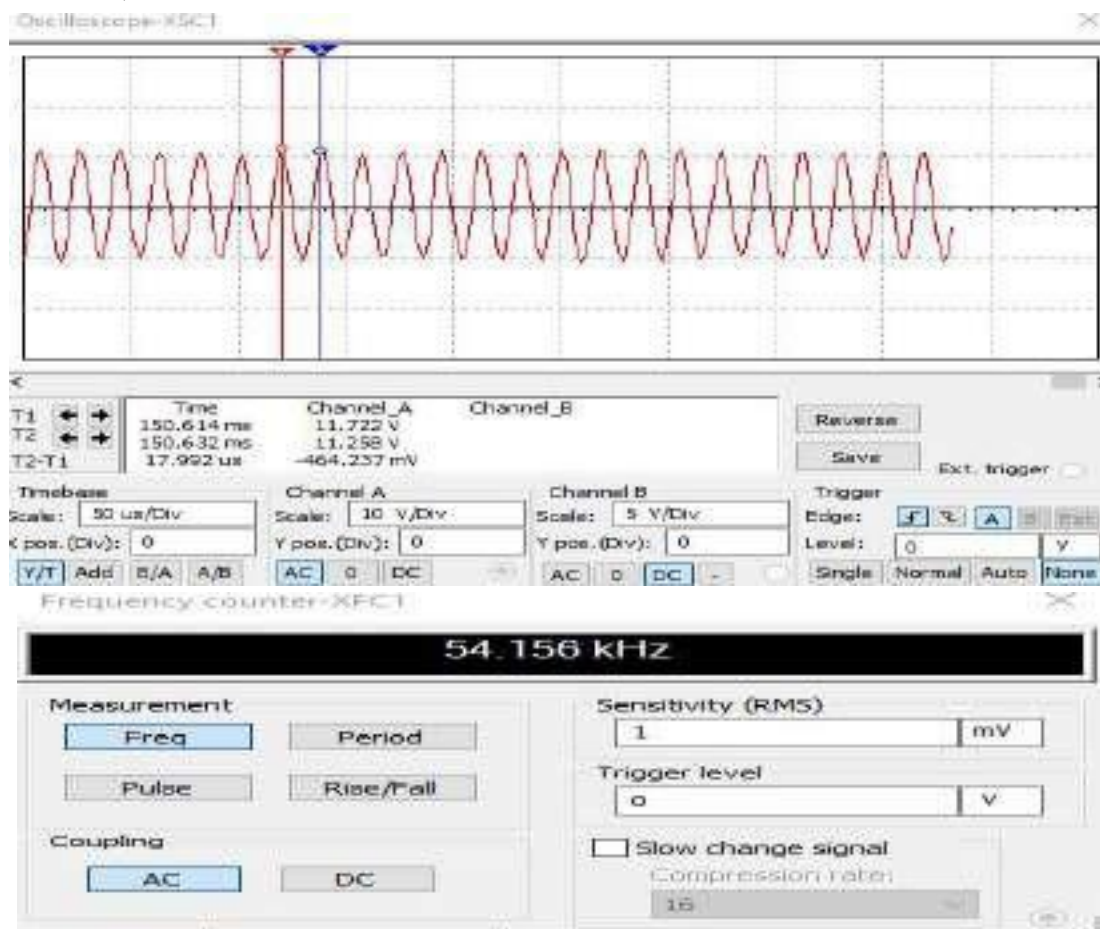 Oscilloscope-XSC1
T1
T2
T2-T1
Time Channel_A Channel_B
150.614 ms 11.722 V
150.632 ms 11.258 V
17.992 us -464.237 mV
Reverse
Save
Ext. trigger
Timebase
Scale: 50 us/Div
X pos.(Div): 0
Y/T Add B/A A/B
Channel A
Scale: 10 V/Div
Y pos.(Div): 0
AC 0 DC
Channel B
Scale: 5 V/Div
Y pos.(Div): 0
AC 0 DC -
Trigger
Edge: A
Level: 0 V
Single Normal Auto None
Frequency counter-XFC1
54.156 kHz
Measurement
Freq Period
Pulse Rise/Fall
Coupling
AC DC
Sensitivity (RMS)
1 mV
Trigger level
0 V
Slow change signal
Compression rate:
16